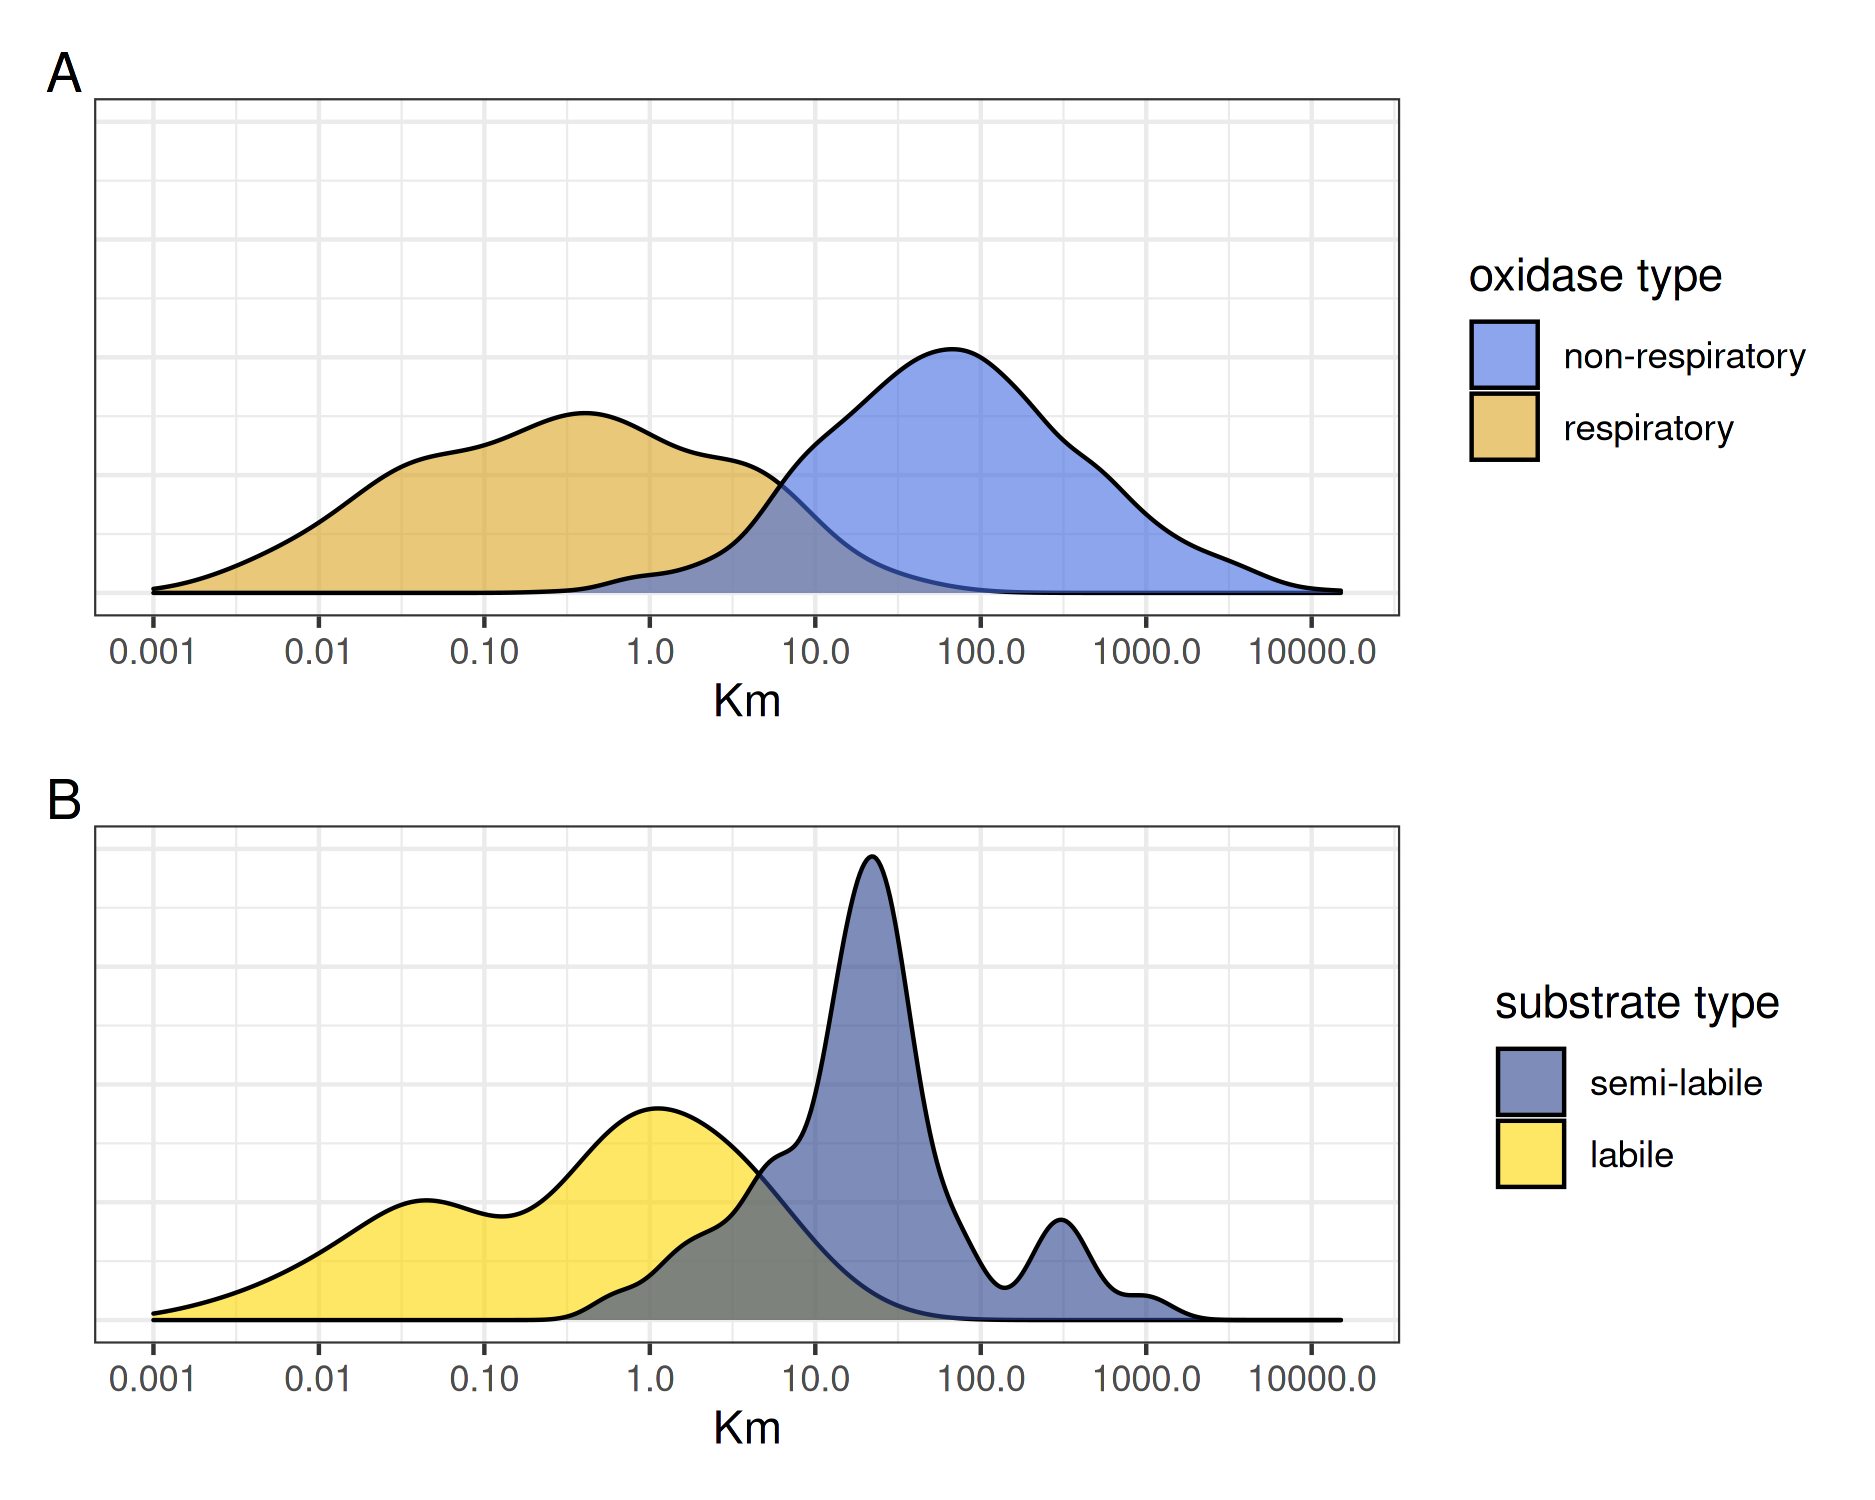 A
0.001 0.01 0.10 1.0 10.0 100.0 1000.0 10000.0
Km
oxidase type
non-respiratory
respiratory
B
0.001 0.01 0.10 1.0 10.0 100.0 1000.0 10000.0
Km
substrate type
semi-labile
labile